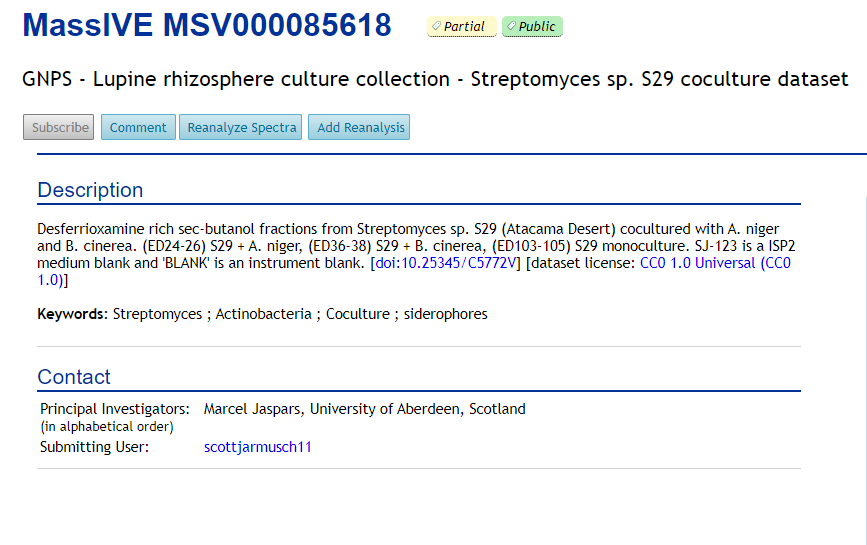 MassIVE MSV000085618 Partial Public
GNPS - Lupine rhizosphere culture collection - Streptomyces sp. S29 coculture dataset
Subscribe Comment Reanalyze Spectra Add Reanalysis
Description
Desferrioxamine rich sec-butanol fractions from Streptomyces sp. S29 (Atacama Desert) cocultured with A. niger
and B. cinerea. (ED24-26) S29 + A. niger, (ED36-38) S29 + B. cinerea, (ED103-105) S29 monoculture. SJ-123 is a ISP2
medium blank and 'BLANK' is an instrument blank. [doi:10.25345/C5772V] [dataset license: CC0 1.0 Universal (CC0
1.0)]
Keywords: Streptomyces ; Actinobacteria ; Coculture ; siderophores
Contact
Principal Investigators: Marcel Jaspars, University of Aberdeen, Scotland
(in alphabetical order)
Submitting User: scottjarmusch11